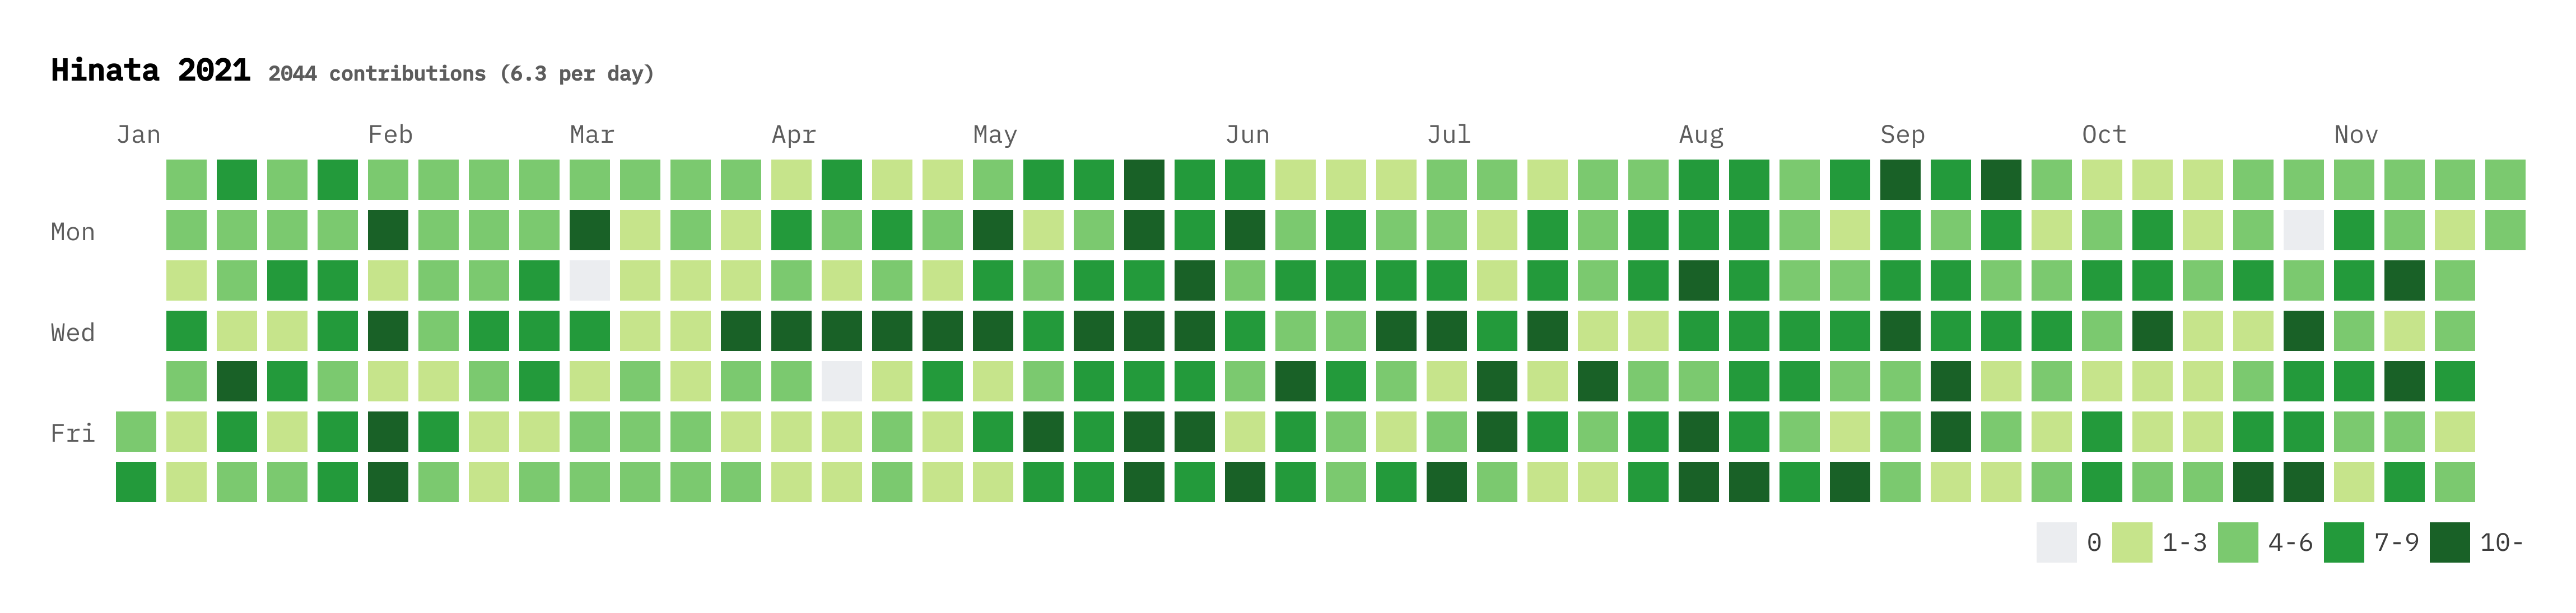 Hinata 2021 2044 contributions (6.3 per day)
Jan Feb Mar Apr May Jun Jul Aug Sep Oct Nov
Mon
Wed
Fri
0 1-3 4-6 7-9 10-